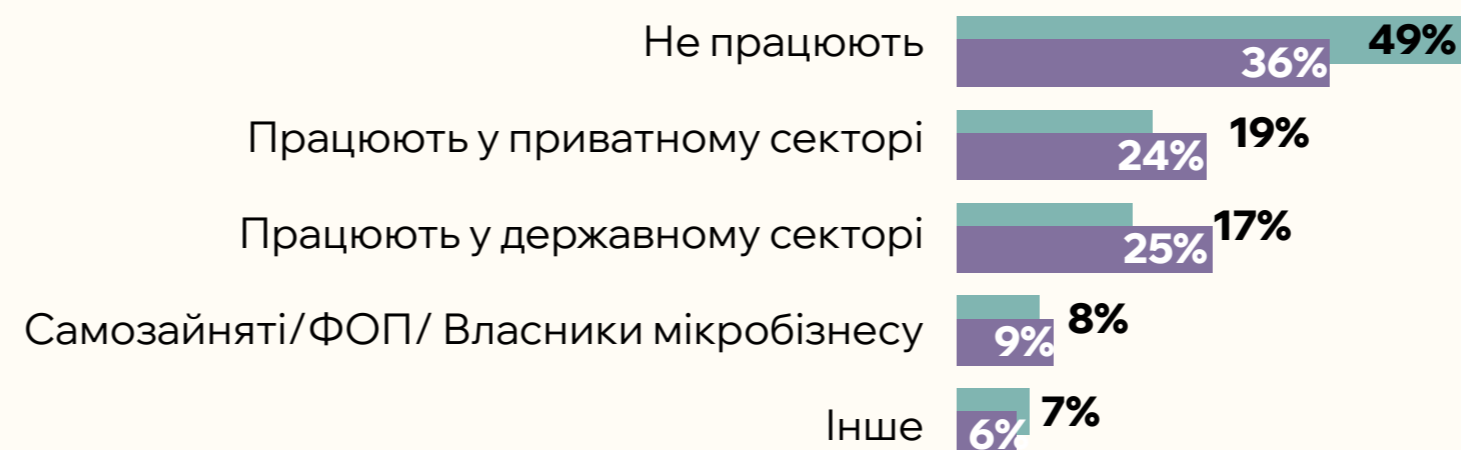 Не працюють 49%
36%
Працюють у приватному секторі 19%
24%
Працюють у державному секторі 17%
25%
Самозайняті/ФОП/ Власники мікробізнесу 8%
9%
Інше 7%
6%